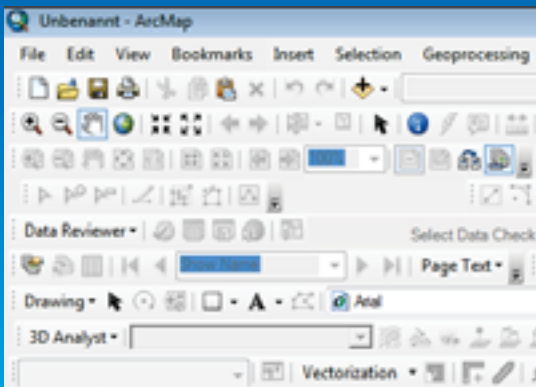 Unbenannt - ArcMap
File Edit View Bookmarks Insert Selection Geoprocessing
100%
Data Reviewer Select Data Check
Show Name Page Text
Drawing A Arial
3D Analyst
Vectorization